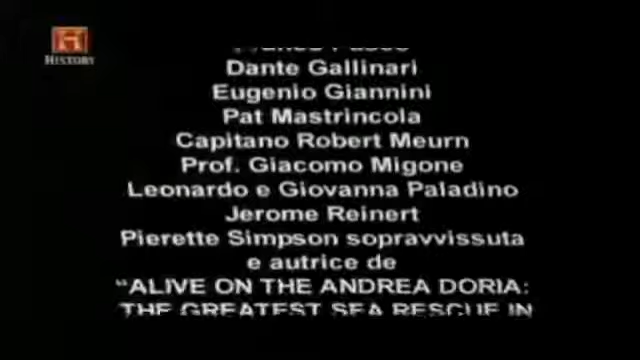 HISTORY
Dante Gallinari
Eugenio Giannini
Pat Mastrincola
Capitano Robert Meurn
Prof. Giacomo Migone
Leonardo e Giovanna Paladino
Jerome Reinert
Pierette Simpson sopravvissuta
e autrice de
“ALIVE ON THE ANDREA DORIA:
THE GREATEST SEA RESCUE IN